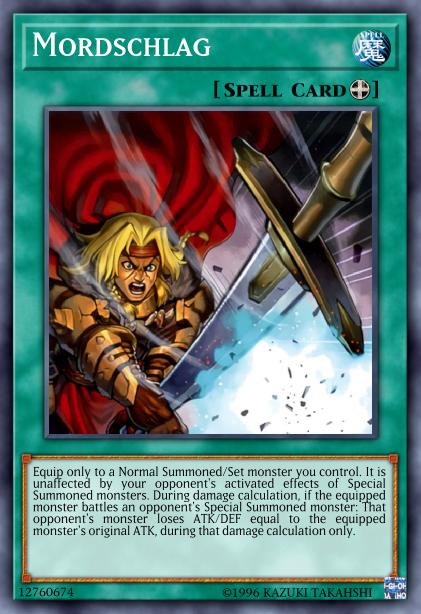 MORDSCHLAG
SPELL
魔
[SPELL CARD]
Equip only to a Normal Summoned/Set monster you control. It is
unaffected by your opponent's activated effects of Special
Summoned monsters. During damage calculation, if the equipped
monster battles an opponent's Special Summoned monster: That
opponent's monster loses ATK/DEF equal to the equipped
monster's original ATK, during that damage calculation only.
12760674
©1996 KAZUKI TAKAHSHI